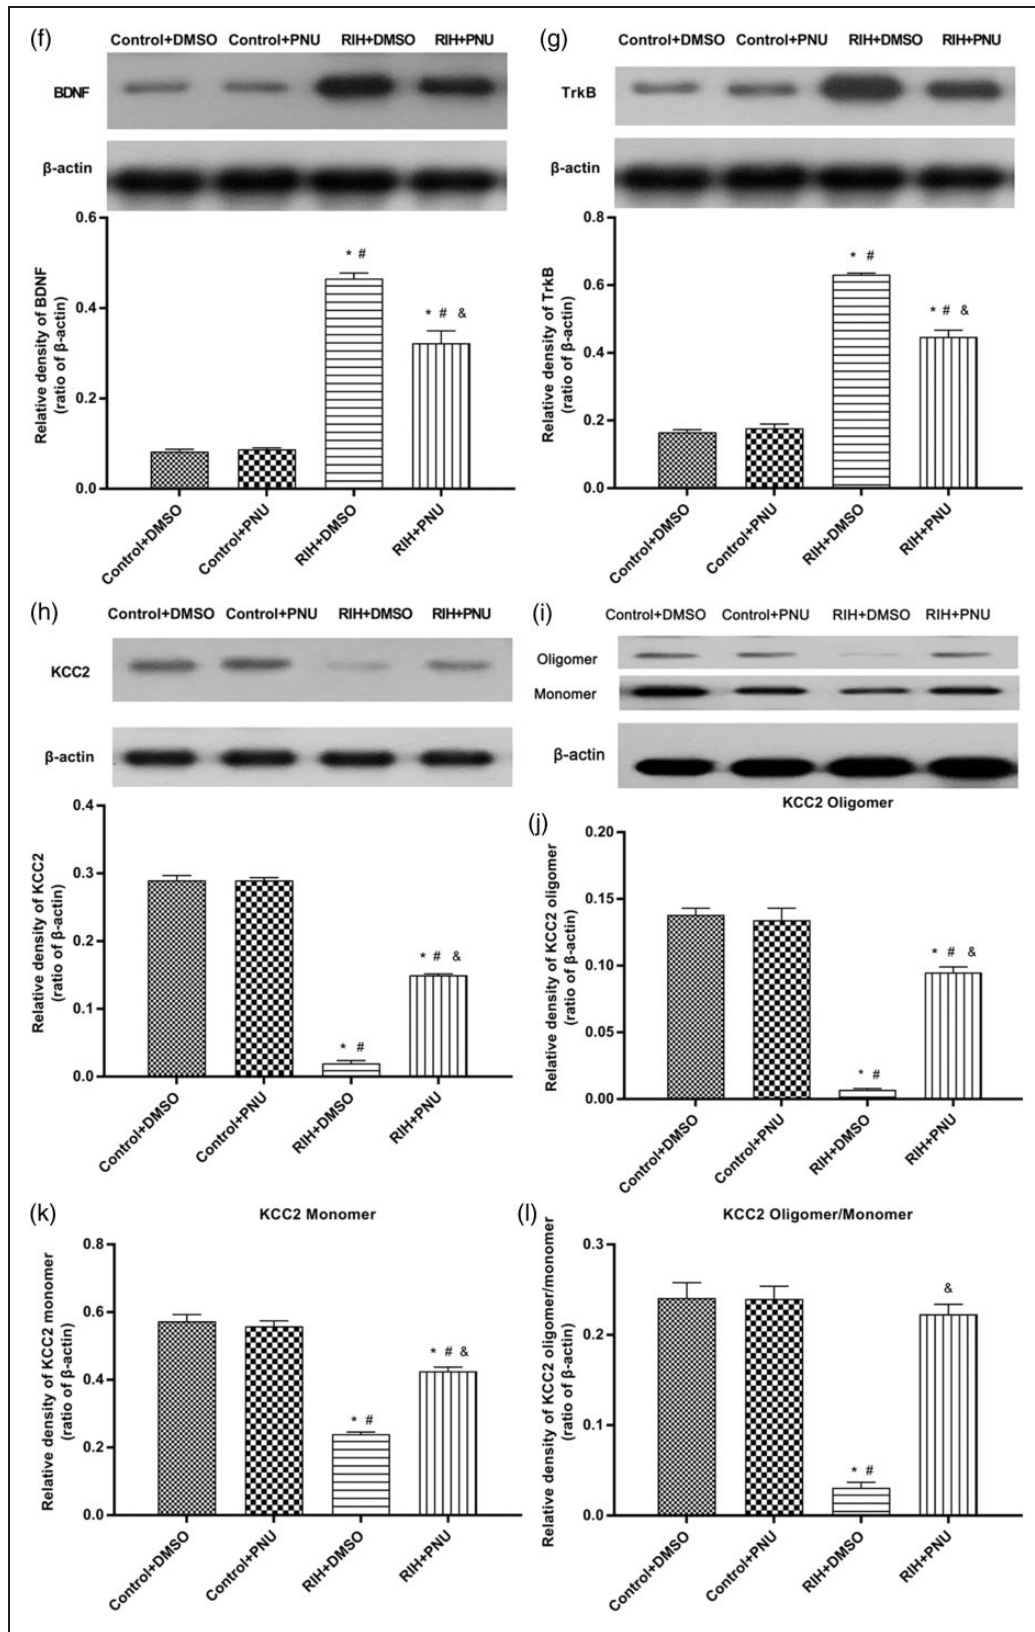 (f)
Control+DMSO Control+PNU RIH+DMSO RIH+PNU
BDNF
β-actin
0.6
0.4
0.2
0.0
Relative density of BDNF
(ratio of β-actin)
* #
* # &
Control+DMSO
Control+PNU
RIH+DMSO
RIH+PNU
(g)
Control+DMSO Control+PNU RIH+DMSO RIH+PNU
TrkB
β-actin
0.8
0.6
0.4
0.2
0.0
Relative density of TrkB
(ratio of β-actin)
* #
* # &
Control+DMSO
Control+PNU
RIH+DMSO
RIH+PNU
(h)
Control+DMSO Control+PNU RIH+DMSO RIH+PNU
KCC2
β-actin
0.4
0.3
0.2
0.1
0.0
Relative density of KCC2
(ratio of β-actin)
* #
* # &
Control+DMSO
Control+PNU
RIH+DMSO
RIH+PNU
(i)
Control+DMSO Control+PNU RIH+DMSO RIH+PNU
Oligomer
Monomer
β-actin
KCC2 Oligomer
(j)
0.20
0.15
0.10
0.05
0.00
Relative density of KCC2 oligomer
(ratio of β-actin)
* #
* # &
Control+DMSO
Control+PNU
RIH+DMSO
RIH+PNU
(k)
KCC2 Monomer
0.8
0.6
0.4
0.2
0.0
Relative density of KCC2 monomer
(ratio of β-actin)
* #
* # &
Control+DMSO
Control+PNU
RIH+DMSO
RIH+PNU
(l)
KCC2 Oligomer/Monomer
0.3
0.2
0.1
0.0
Relative density of KCC2 oligomer/monomer
(ratio of β-actin)
* #
&
Control+DMSO
Control+PNU
RIH+DMSO
RIH+PNU